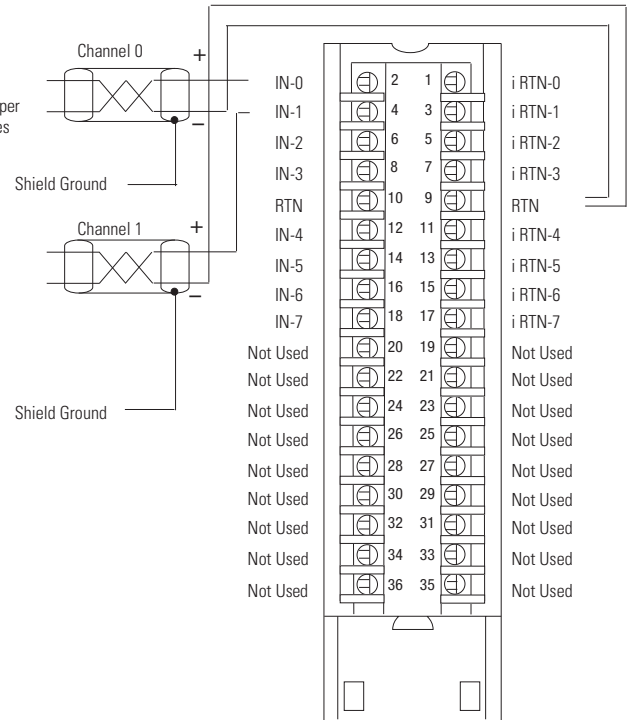 Channel 0
+
per
es
–
Shield Ground
Channel 1
+
–
Shield Ground
IN-0 2 1 i RTN-0
IN-1 4 3 i RTN-1
IN-2 6 5 i RTN-2
IN-3 8 7 i RTN-3
RTN 10 9 RTN
IN-4 12 11 i RTN-4
IN-5 14 13 i RTN-5
IN-6 16 15 i RTN-6
IN-7 18 17 i RTN-7
Not Used 20 19 Not Used
Not Used 22 21 Not Used
Not Used 24 23 Not Used
Not Used 26 25 Not Used
Not Used 28 27 Not Used
Not Used 30 29 Not Used
Not Used 32 31 Not Used
Not Used 34 33 Not Used
Not Used 36 35 Not Used